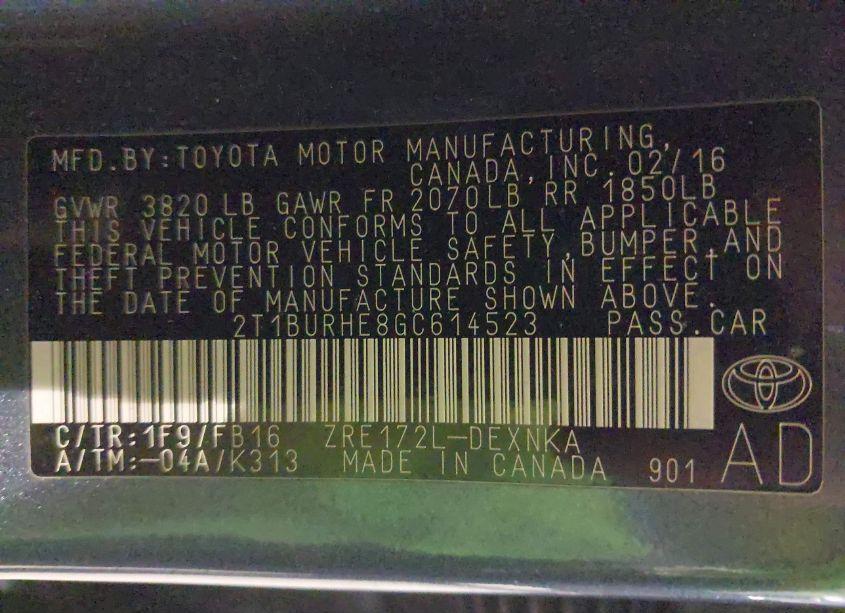 MFD.BY:TOYOTA MOTOR MANUFACTURING,
CANADA,INC.02/16
GVWR 3820 LB GAWR FR 2070LB RR 1850LB
THIS VEHICLE CONFORMS TO ALL APPLICABLE
FEDERAL MOTOR VEHICLE SAFETY,BUMPER,AND
THEFT PREVENTION STANDARDS IN EFFECT ON
THE DATE OF MANUFACTURE SHOWN ABOVE.
2T1BURHE8GC614523 PASS.CAR
C/TR:1F9/FB16 ZRE172L-DEXNKA
A/TM:-04A/K313 MADE IN CANADA 901 AD